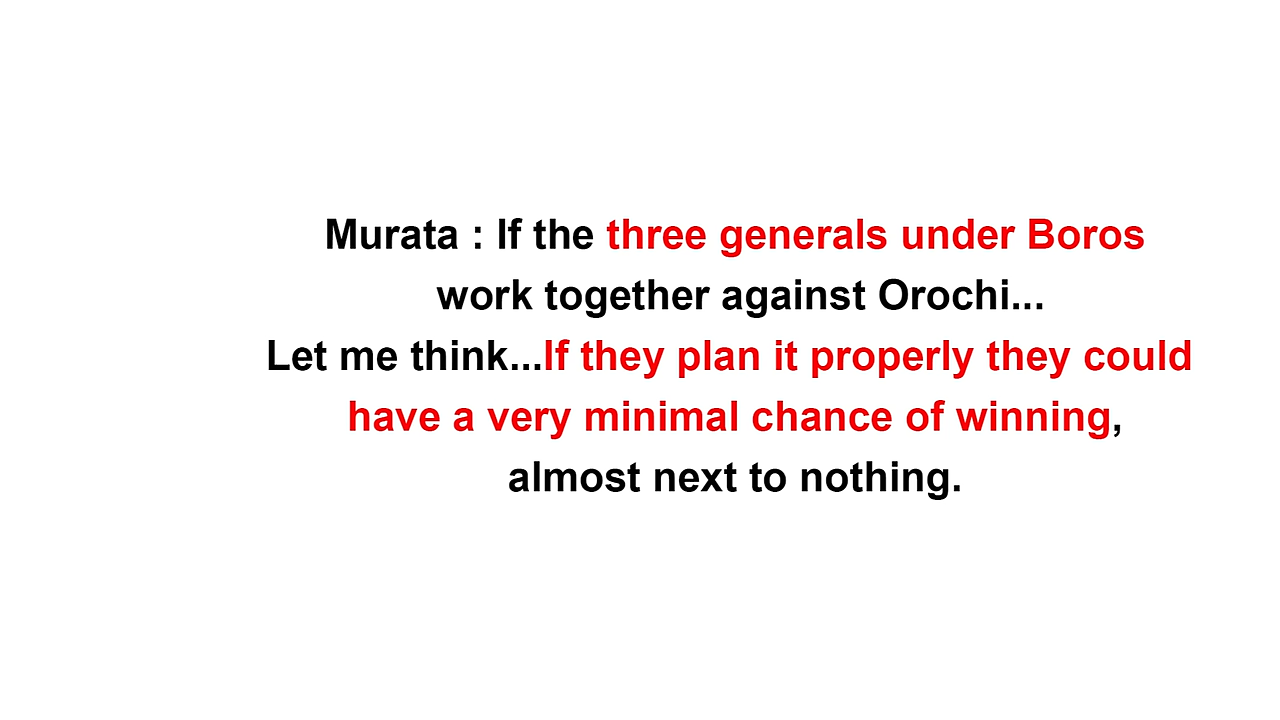 Murata : If the three generals under Boros
work together against Orochi...
Let me think...If they plan it properly they could
have a very minimal chance of winning,
almost next to nothing.